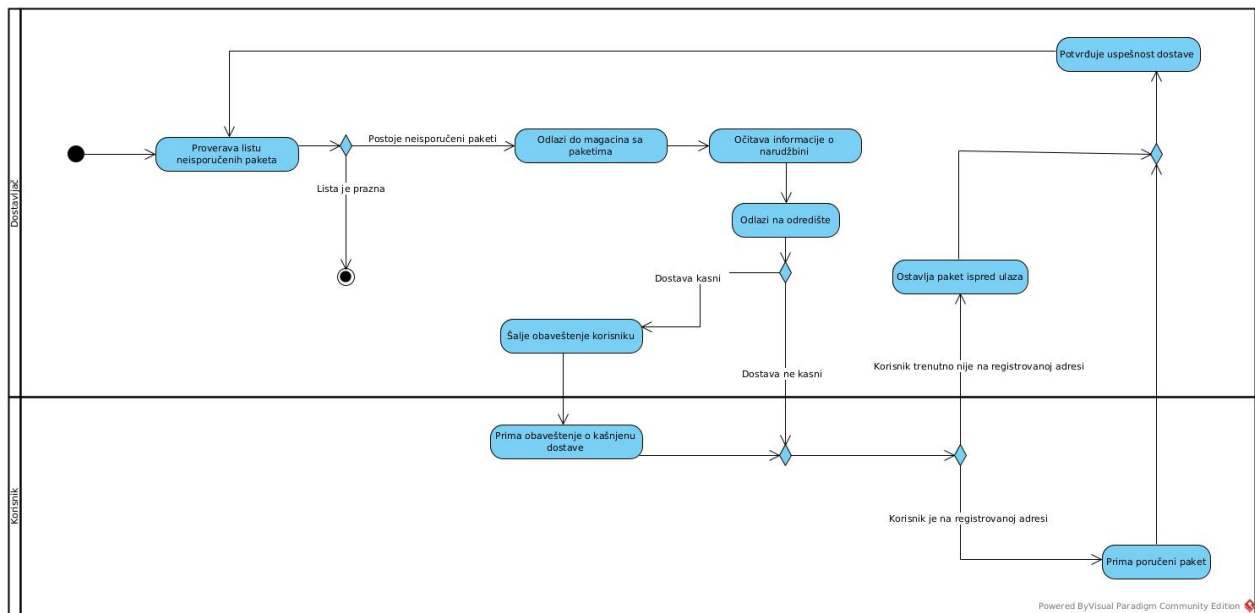 Dostavljač
Potvrđuje uspešnost dostave
Proverava listu
neisporučenih paketa
Postoje neisporučeni paketi
Odlazi do magacina sa
paketima
Očitava informacije o
narudžbini
Lista je prazna
Odlazi na odredište
Dostava kasni
Ostavlja paket ispred ulaza
Šalje obaveštenje korisniku
Dostava ne kasni
Korisnik trenutno nije na registrovanoj adresi
Korisnik
Prima obaveštenje o kašnjenu
dostave
Korisnik je na registrovanoj adresi
Prima poručeni paket
Powered ByVisual Paradigm Community Edition